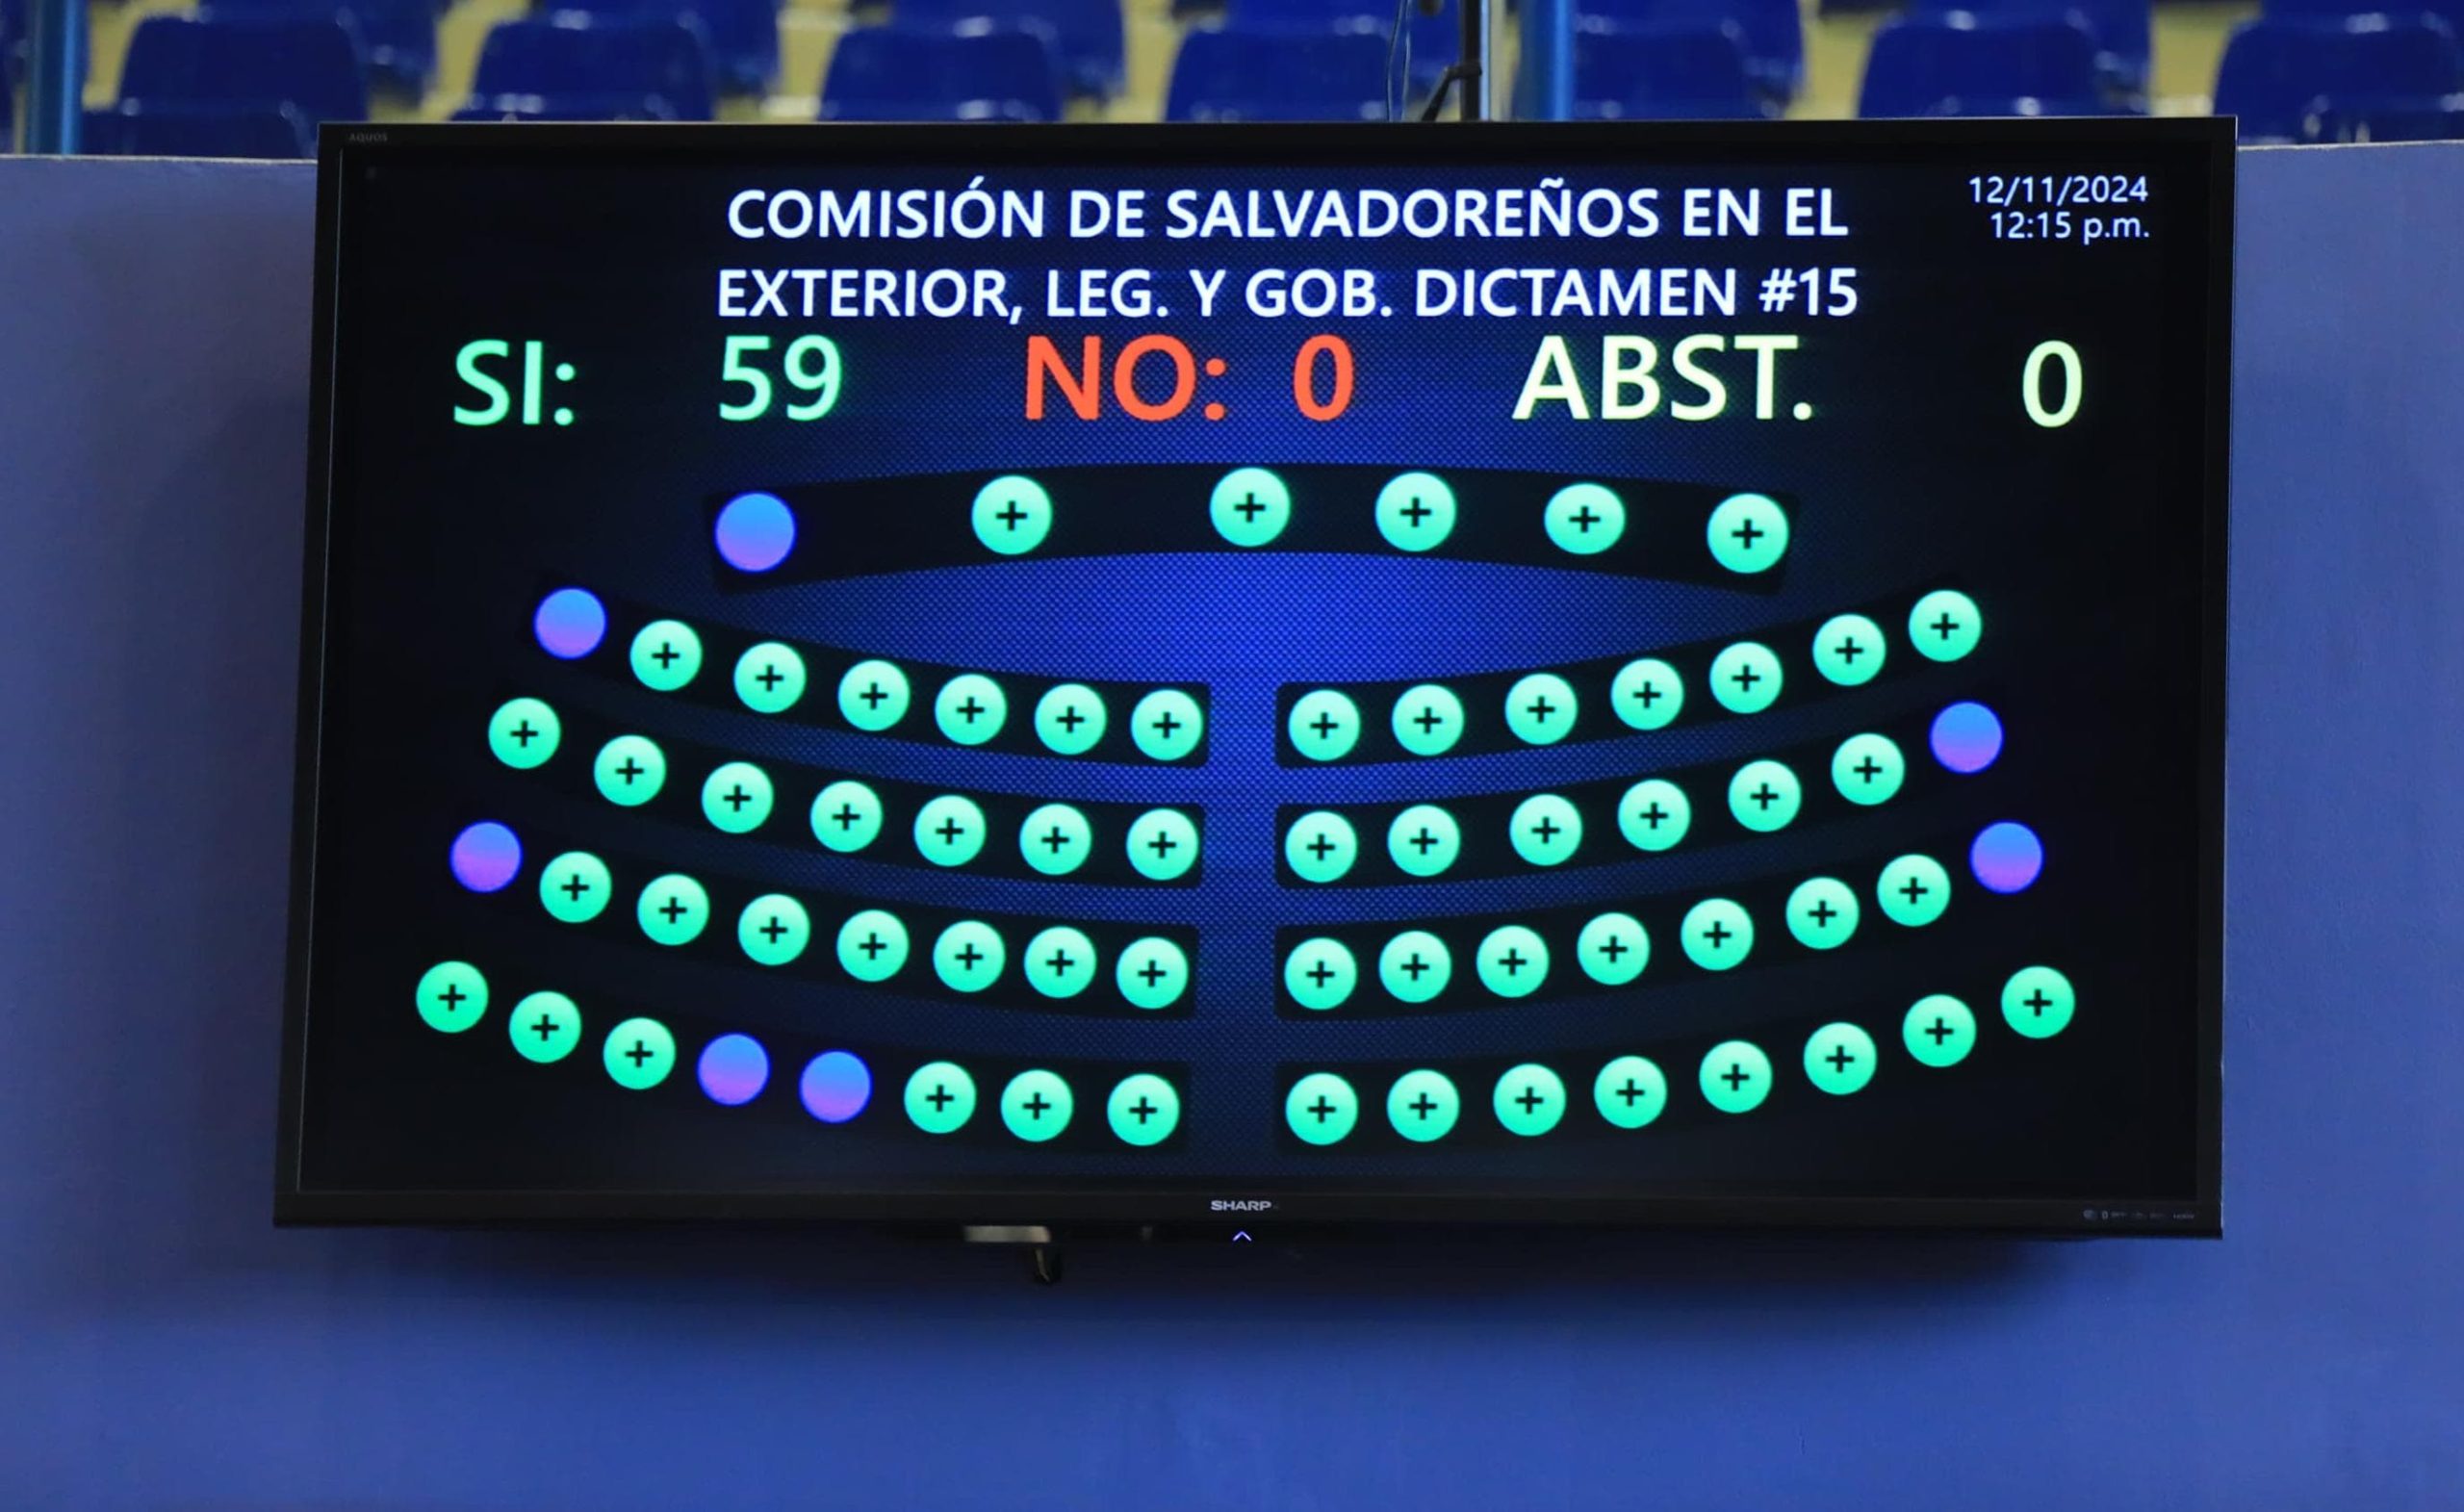 AQUOS
COMISIÓN DE SALVADOREÑOS EN EL
EXTERIOR, LEG. Y GOB. DICTAMEN #15
12/11/2024
12:15 p.m.
SI: 59 NO: 0 ABST. 0
SHARP